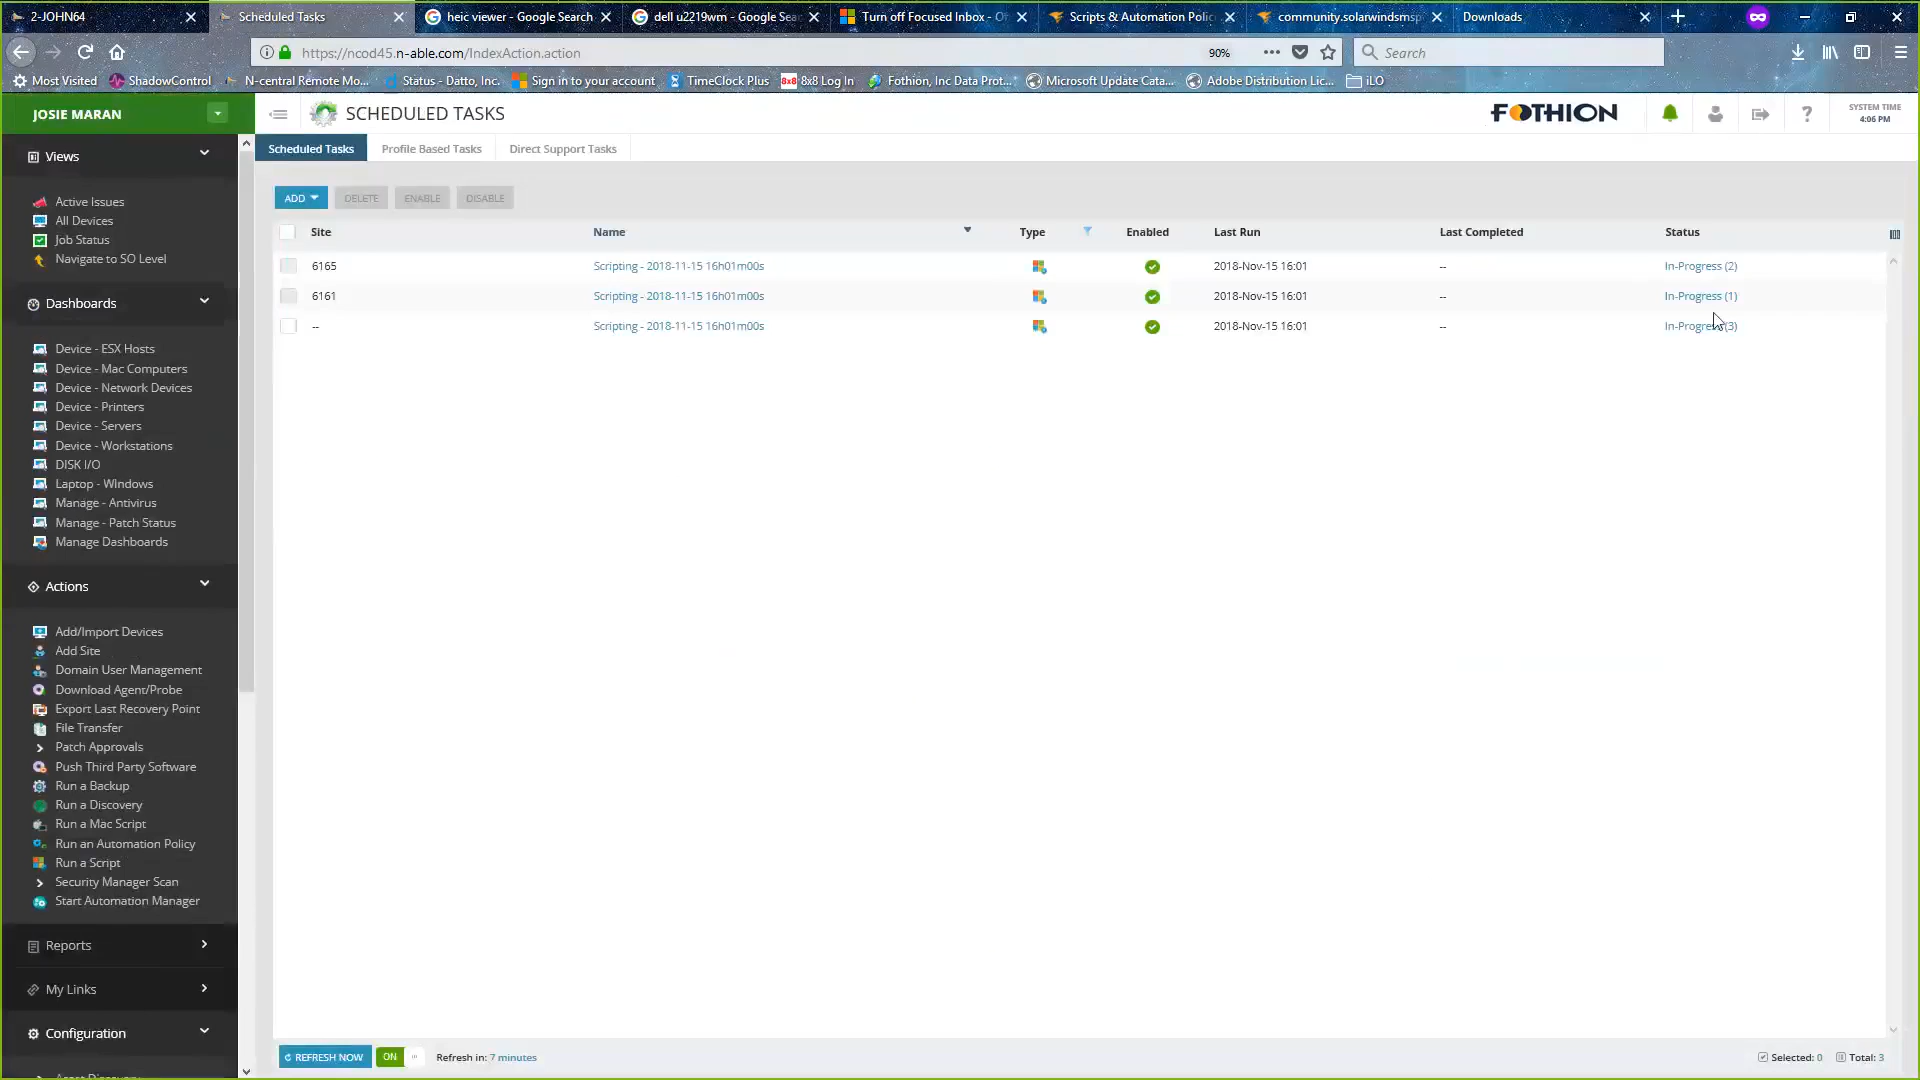 2-JOHN64
Scheduled Tasks
heic viewer - Google Search
dell u2219wm - Google Sea
Turn off Focused Inbox - Of
Scripts & Automation Polic
community.solarwindsmsp
Downloads
https://ncod45.n-able.com/IndexAction.action
90%
Search
Most Visited
ShadowControl
N-central Remote Mo...
Status - Datto, Inc.
Sign in to your account
TimeClock Plus
8x8 8x8 Log In
Fothion, Inc Data Prot...
Microsoft Update Cata...
Adobe Distribution Lic...
iLO
JOSIE MARAN
SCHEDULED TASKS
FOTHION
?
SYSTEM TIME
4:06 PM
Views
Active Issues
All Devices
Job Status
Navigate to SO Level
Dashboards
Device - ESX Hosts
Device - Mac Computers
Device - Network Devices
Device - Printers
Device - Servers
Device - Workstations
DISK I/O
Laptop - Windows
Manage - Antivirus
Manage - Patch Status
Manage Dashboards
Actions
Add/Import Devices
Add Site
Domain User Management
Download Agent/Probe
Export Last Recovery Point
File Transfer
Patch Approvals
Push Third Party Software
Run a Backup
Run a Discovery
Run a Mac Script
Run an Automation Policy
Run a Script
Security Manager Scan
Start Automation Manager
Reports
My Links
Configuration
Scheduled Tasks
Profile Based Tasks
Direct Support Tasks
ADD
DELETE
ENABLE
DISABLE
Site Name Type Enabled Last Run Last Completed Status
6165 Scripting - 2018-11-15 16h01m00s 2018-Nov-15 16:01 -- In-Progress (2)
6161 Scripting - 2018-11-15 16h01m00s 2018-Nov-15 16:01 -- In-Progress (1)
-- Scripting - 2018-11-15 16h01m00s 2018-Nov-15 16:01 -- In-Progress (3)
REFRESH NOW
ON
Refresh in: 7 minutes
Selected: 0
Total: 3